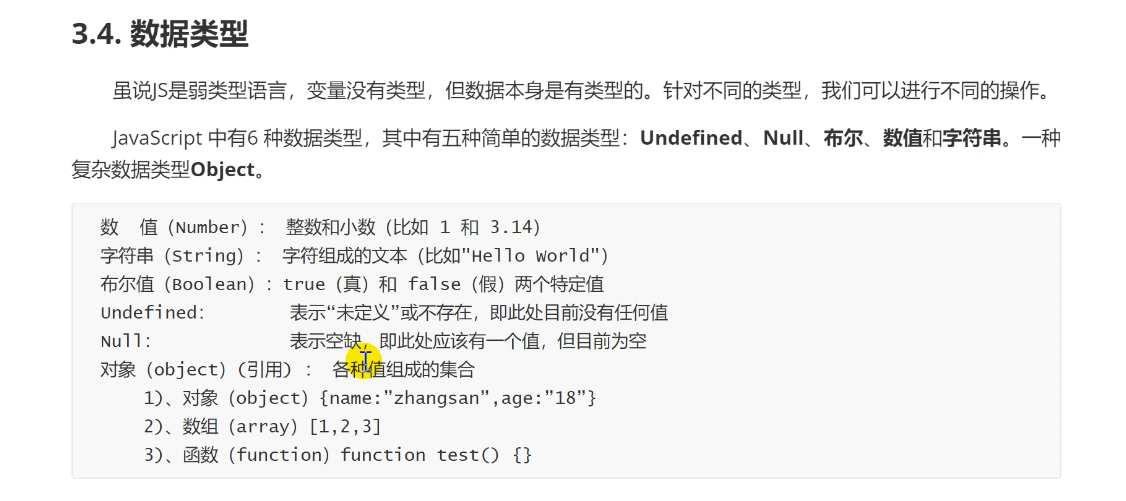 3.4. 数据类型
虽说JS是弱类型语言，变量没有类型，但数据本身是有类型的。针对不同的类型，我们可以进行不同的操作。
JavaScript 中有6 种数据类型，其中有五种简单的数据类型：Undefined、Null、布尔、数值和字符串。一种
复杂数据类型Object。
数 值（Number）： 整数和小数（比如 1 和 3.14）
字符串（String）： 字符组成的文本（比如"Hello World"）
布尔值（Boolean）：true（真）和 false（假）两个特定值
Undefined: 表示“未定义”或不存在，即此处目前没有任何值
Null: 表示空缺，即此处应该有一个值，但目前为空
对象（object）（引用）： 各种值组成的集合
1)、对象（object）{name:”zhangsan”,age:”18”}
2)、数组（array）[1,2,3]
3)、函数（function）function test() {}